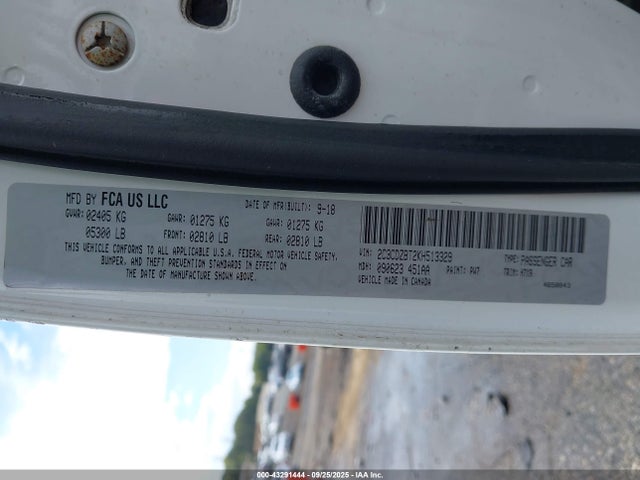 MFD BY FCA US LLC
DATE OF MFR(BUILT): 9-18
GVWR: 02405 KG GAWR: 01275 KG GAWR: 01275 KG
05300 LB FRONT: 02810 LB REAR: 02810 LB
THIS VEHICLE CONFORMS TO ALL APPLICABLE U.S.A. FEDERAL MOTOR VEHICLE SAFETY,
BUMPER, AND THEFT PREVENTION STANDARDS IN EFFECT ON
THE DATE OF MANUFACTURE SHOWN ABOVE.
VIN: 2C3CDZBT2KH513329 TYPE: PASSENGER CAR
MDH: 090623 451AA PAINT: PW7 TRIM:
VEHICLE MADE IN CANADA
000-43291444 - 09/25/2025 - IAA Inc.